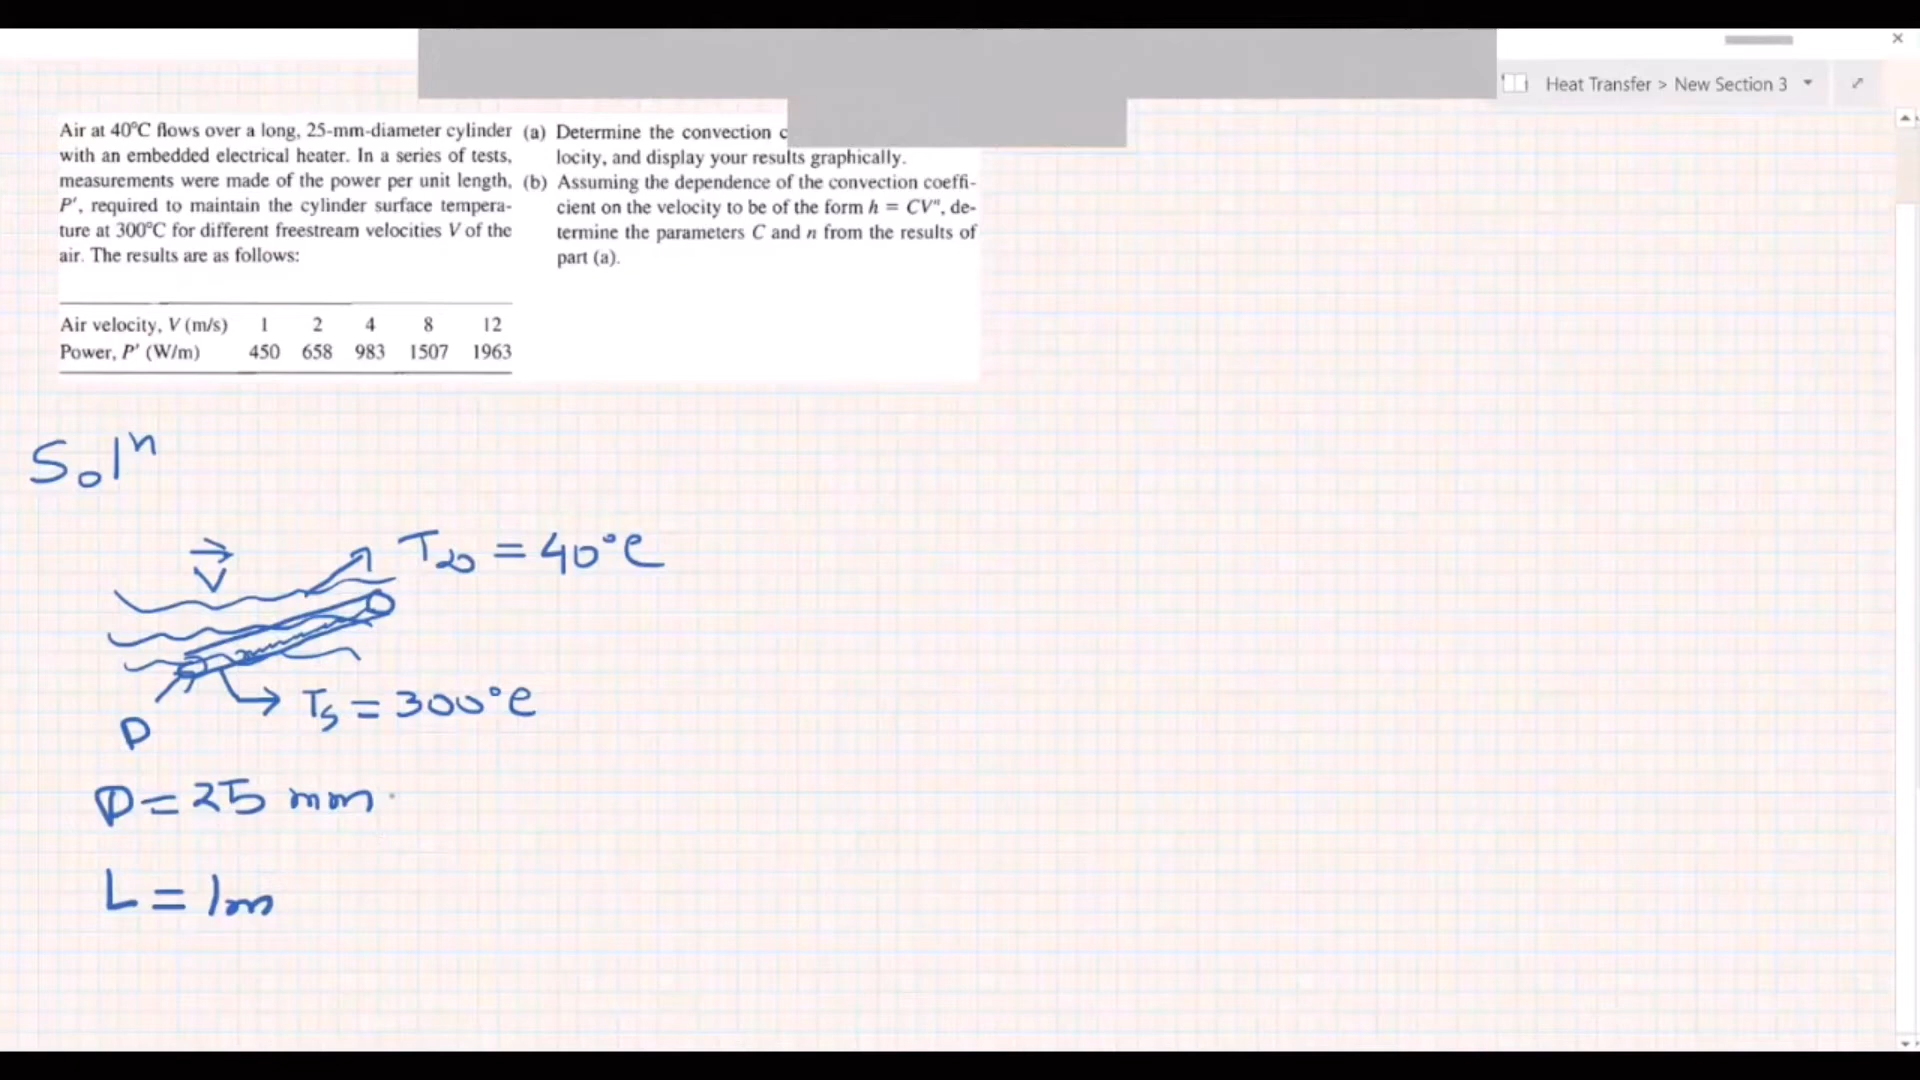 Heat Transfer > New Section 3
Air at 40°C flows over a long, 25-mm-diameter cylinder
with an embedded electrical heater. In a series of tests,
measurements were made of the power per unit length,
P′, required to maintain the cylinder surface tempera-
ture at 300°C for different freestream velocities V of the
air. The results are as follows:
Air velocity, V (m/s) 1 2 4 8 12
Power, P′ (W/m) 450 658 983 1507 1963
(a) Determine the convection
locity, and display your results graphically.
(b) Assuming the dependence of the convection coeffi-
cient on the velocity to be of the form h = CVⁿ, de-
termine the parameters C and n from the results of
part (a).
Solⁿ
V
T∞ = 40°C
Ts = 300°C
D
D = 25 mm
L = 1m